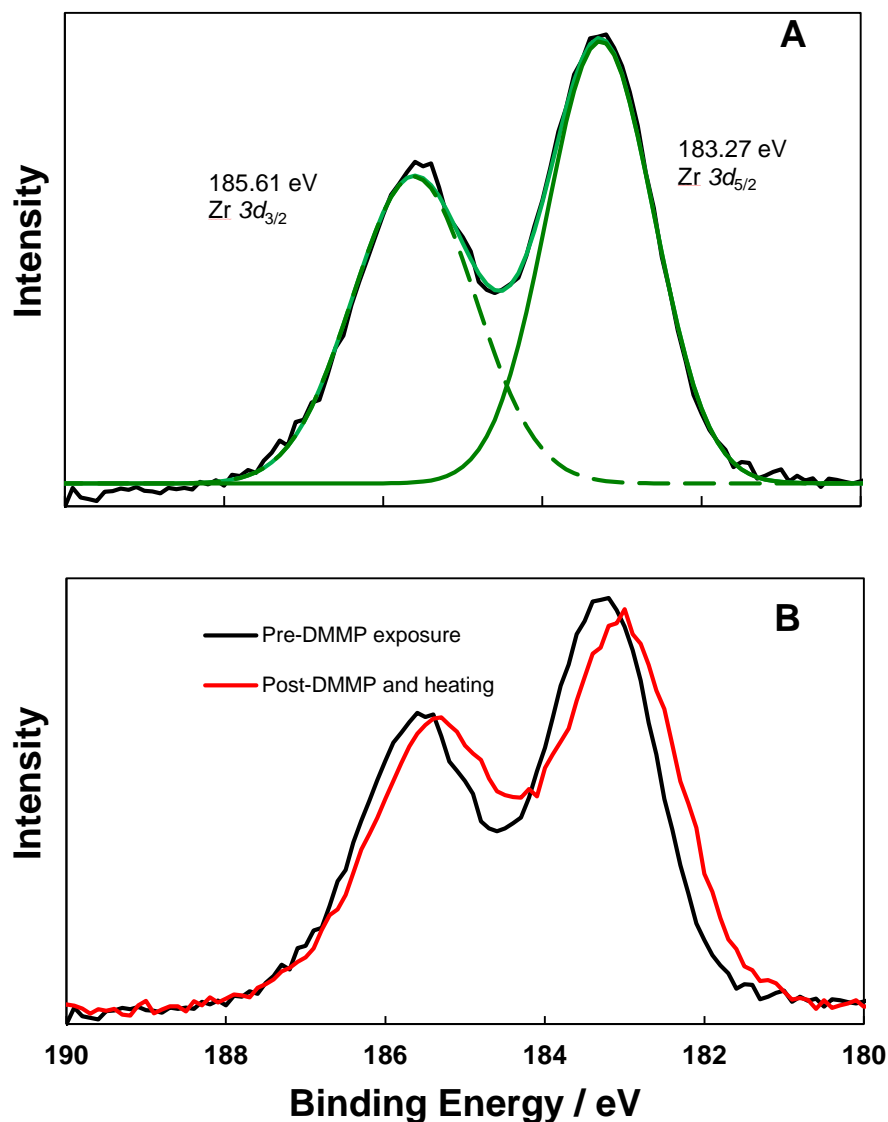 A
183.27 eV
Zr 3d5/2
185.61 eV
Zr 3d3/2
Intensity
B
Pre-DMMP exposure
Post-DMMP and heating
Intensity
190 188 186 184 182 180
Binding Energy / eV